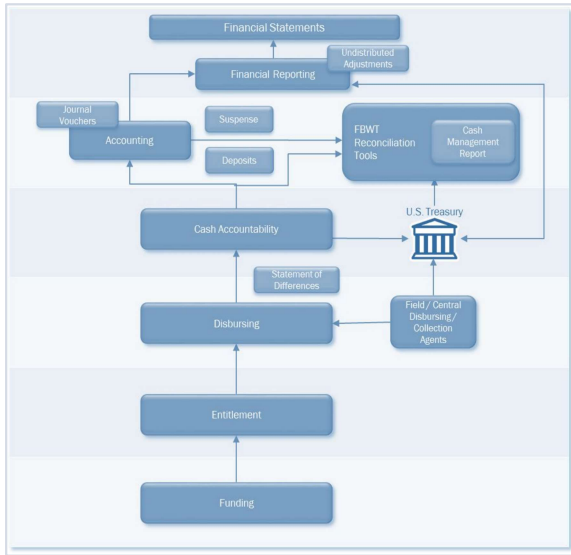 Financial Statements
Undistributed
Adjustments
Financial Reporting
Journal
Vouchers
Accounting
Suspense
Deposits
FBWT
Reconciliation
Tools
Cash
Management
Report
U.S. Treasury
Cash Accountability
Statement of
Differences
Disbursing
Field / Central
Disbursing/
Collection
Agents
Entitlement
Funding